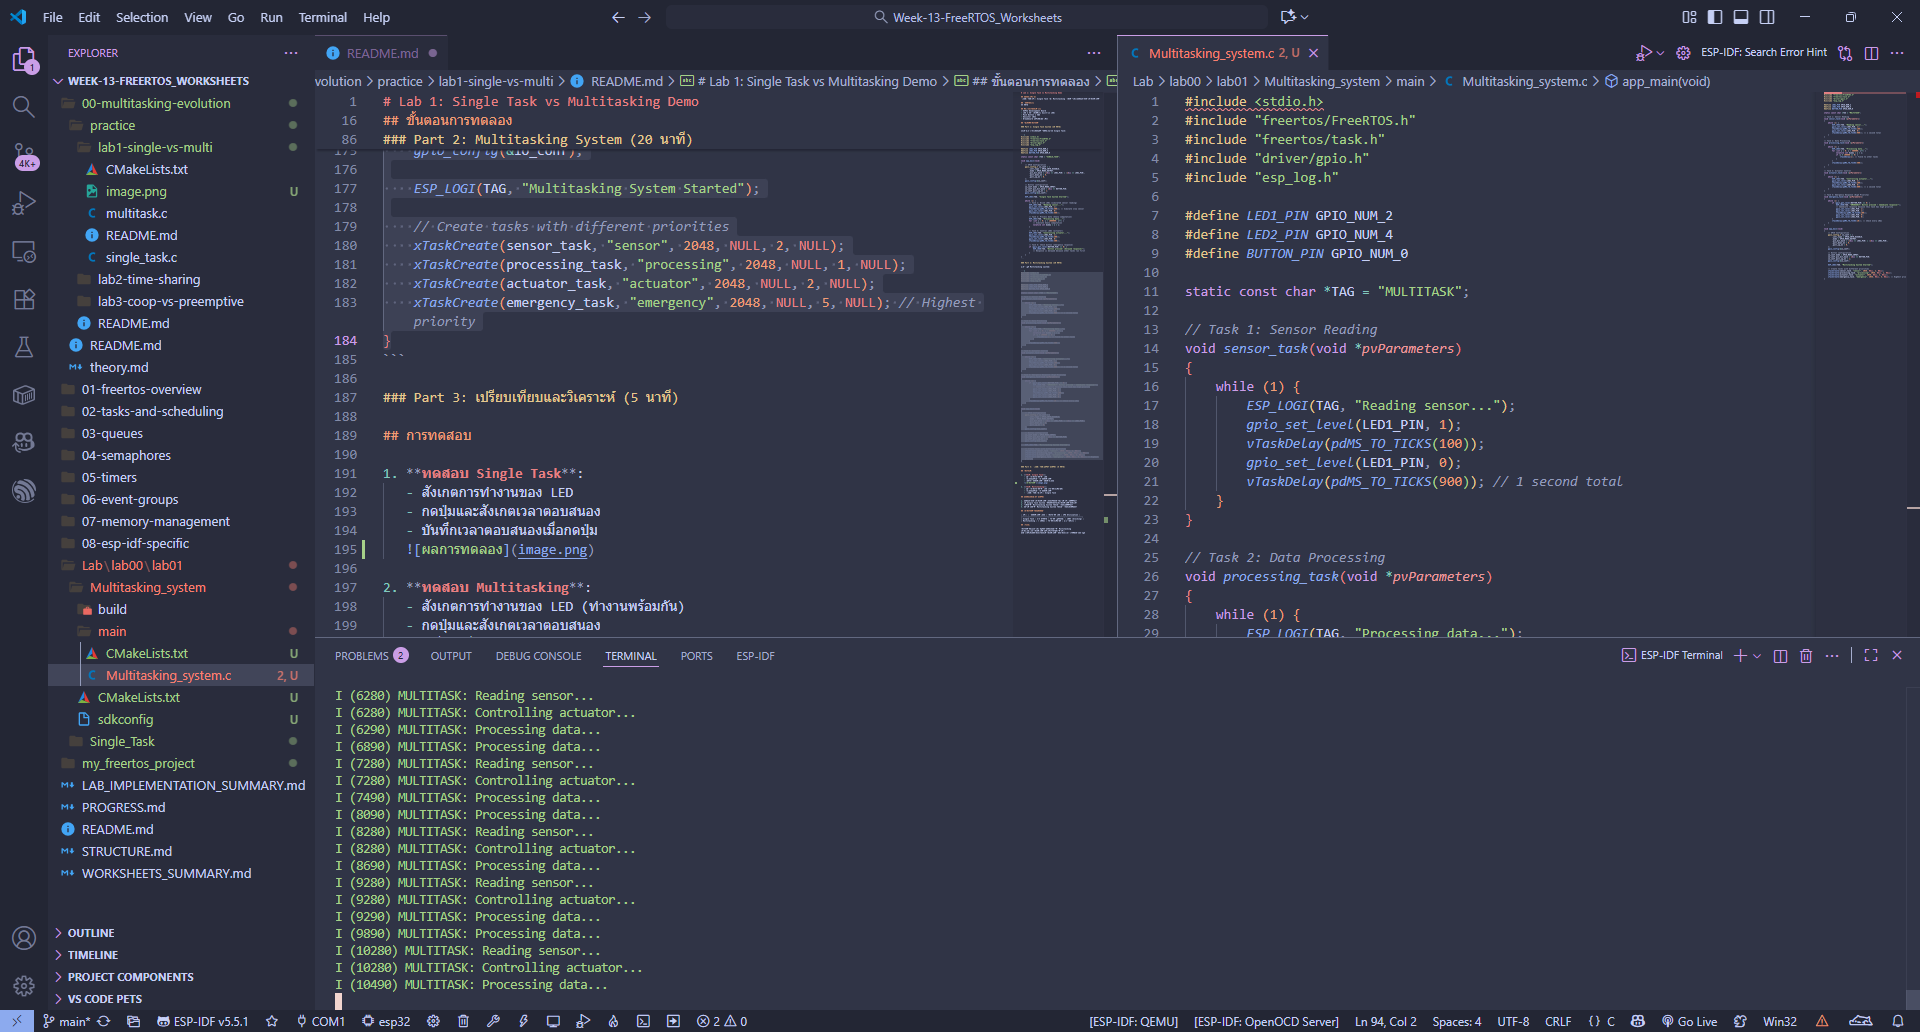 File Edit Selection View Go Run Terminal Help
Week-13-FreeRTOS_Worksheets
EXPLORER
WEEK-13-FREERTOS_WORKSHEETS
00-multitasking-evolution
practice
lab1-single-vs-multi
CMakeLists.txt
image.png U
multitask.c
README.md
single_task.c
lab2-time-sharing
lab3-coop-vs-preemptive
README.md
README.md
theory.md
01-freertos-overview
02-tasks-and-scheduling
03-queues
04-semaphores
05-timers
06-event-groups
07-memory-management
08-esp-idf-specific
Lab\lab00\lab01
Multitasking_system
build
main
CMakeLists.txt U
Multitasking_system.c 2, U
CMakeLists.txt U
sdkconfig U
Single_Task
my_freertos_project
LAB_IMPLEMENTATION_SUMMARY.md
PROGRESS.md
README.md
STRUCTURE.md
WORKSHEETS_SUMMARY.md
OUTLINE
TIMELINE
PROJECT COMPONENTS
VS CODE PETS
1
4K+
README.md
evolution > practice > lab1-single-vs-multi > README.md > # Lab 1: Single Task vs Multitasking Demo > ## ขั้นตอนการทดลอง >
1 # Lab 1: Single Task vs Multitasking Demo
16 ## ขั้นตอนการทดลอง
86 ### Part 2: Multitasking System (20 นาที)
175 gpio_config(&io_conf);
176
177 ESP_LOGI(TAG, "Multitasking System Started");
178
179 // Create tasks with different priorities
180 xTaskCreate(sensor_task, "sensor", 2048, NULL, 2, NULL);
181 xTaskCreate(processing_task, "processing", 2048, NULL, 1, NULL);
182 xTaskCreate(actuator_task, "actuator", 2048, NULL, 2, NULL);
183 xTaskCreate(emergency_task, "emergency", 2048, NULL, 5, NULL); // Highest
priority
184 }
185 ```
186
187 ### Part 3: เปรียบเทียบและวิเคราะห์ (5 นาที)
188
189 ## การทดสอบ
190
191 1. **ทดสอบ Single Task**:
192 - สังเกตการทำงานของ LED
193 - กดปุ่มและสังเกตเวลาตอบสนอง
194 - บันทึกเวลาตอบสนองเมื่อกดปุ่ม
195 ![ผลการทดลอง](image.png)
196
197 2. **ทดสอบ Multitasking**:
198 - สังเกตการทำงานของ LED (ทำงานพร้อมกัน)
199 - กดปุ่มและสังเกตเวลาตอบสนอง
Multitasking_system.c 2, U
ESP-IDF: Search Error Hint
Lab > lab00 > lab01 > Multitasking_system > main > Multitasking_system.c > app_main(void)
1 #include <stdio.h>
2 #include "freertos/FreeRTOS.h"
3 #include "freertos/task.h"
4 #include "driver/gpio.h"
5 #include "esp_log.h"
6
7 #define LED1_PIN GPIO_NUM_2
8 #define LED2_PIN GPIO_NUM_4
9 #define BUTTON_PIN GPIO_NUM_0
10
11 static const char *TAG = "MULTITASK";
12
13 // Task 1: Sensor Reading
14 void sensor_task(void *pvParameters)
15 {
16 while (1) {
17 ESP_LOGI(TAG, "Reading sensor...");
18 gpio_set_level(LED1_PIN, 1);
19 vTaskDelay(pdMS_TO_TICKS(100));
20 gpio_set_level(LED1_PIN, 0);
21 vTaskDelay(pdMS_TO_TICKS(900)); // 1 second total
22 }
23 }
24
25 // Task 2: Data Processing
26 void processing_task(void *pvParameters)
27 {
28 while (1) {
29 ESP_LOGI(TAG, "Processing data...");
PROBLEMS 2 OUTPUT DEBUG CONSOLE TERMINAL PORTS ESP-IDF
ESP-IDF Terminal
I (6280) MULTITASK: Reading sensor...
I (6280) MULTITASK: Controlling actuator...
I (6290) MULTITASK: Processing data...
I (6890) MULTITASK: Processing data...
I (7280) MULTITASK: Reading sensor...
I (7280) MULTITASK: Controlling actuator...
I (7490) MULTITASK: Processing data...
I (8090) MULTITASK: Processing data...
I (8280) MULTITASK: Reading sensor...
I (8280) MULTITASK: Controlling actuator...
I (8690) MULTITASK: Processing data...
I (9280) MULTITASK: Reading sensor...
I (9280) MULTITASK: Controlling actuator...
I (9290) MULTITASK: Processing data...
I (9890) MULTITASK: Processing data...
I (10280) MULTITASK: Reading sensor...
I (10280) MULTITASK: Controlling actuator...
I (10490) MULTITASK: Processing data...
main* ESP-IDF v5.5.1 COM1 esp32 2 0 [ESP-IDF: QEMU] [ESP-IDF: OpenOCD Server] Ln 94, Col 2 Spaces: 4 UTF-8 CRLF {} C Go Live Win32